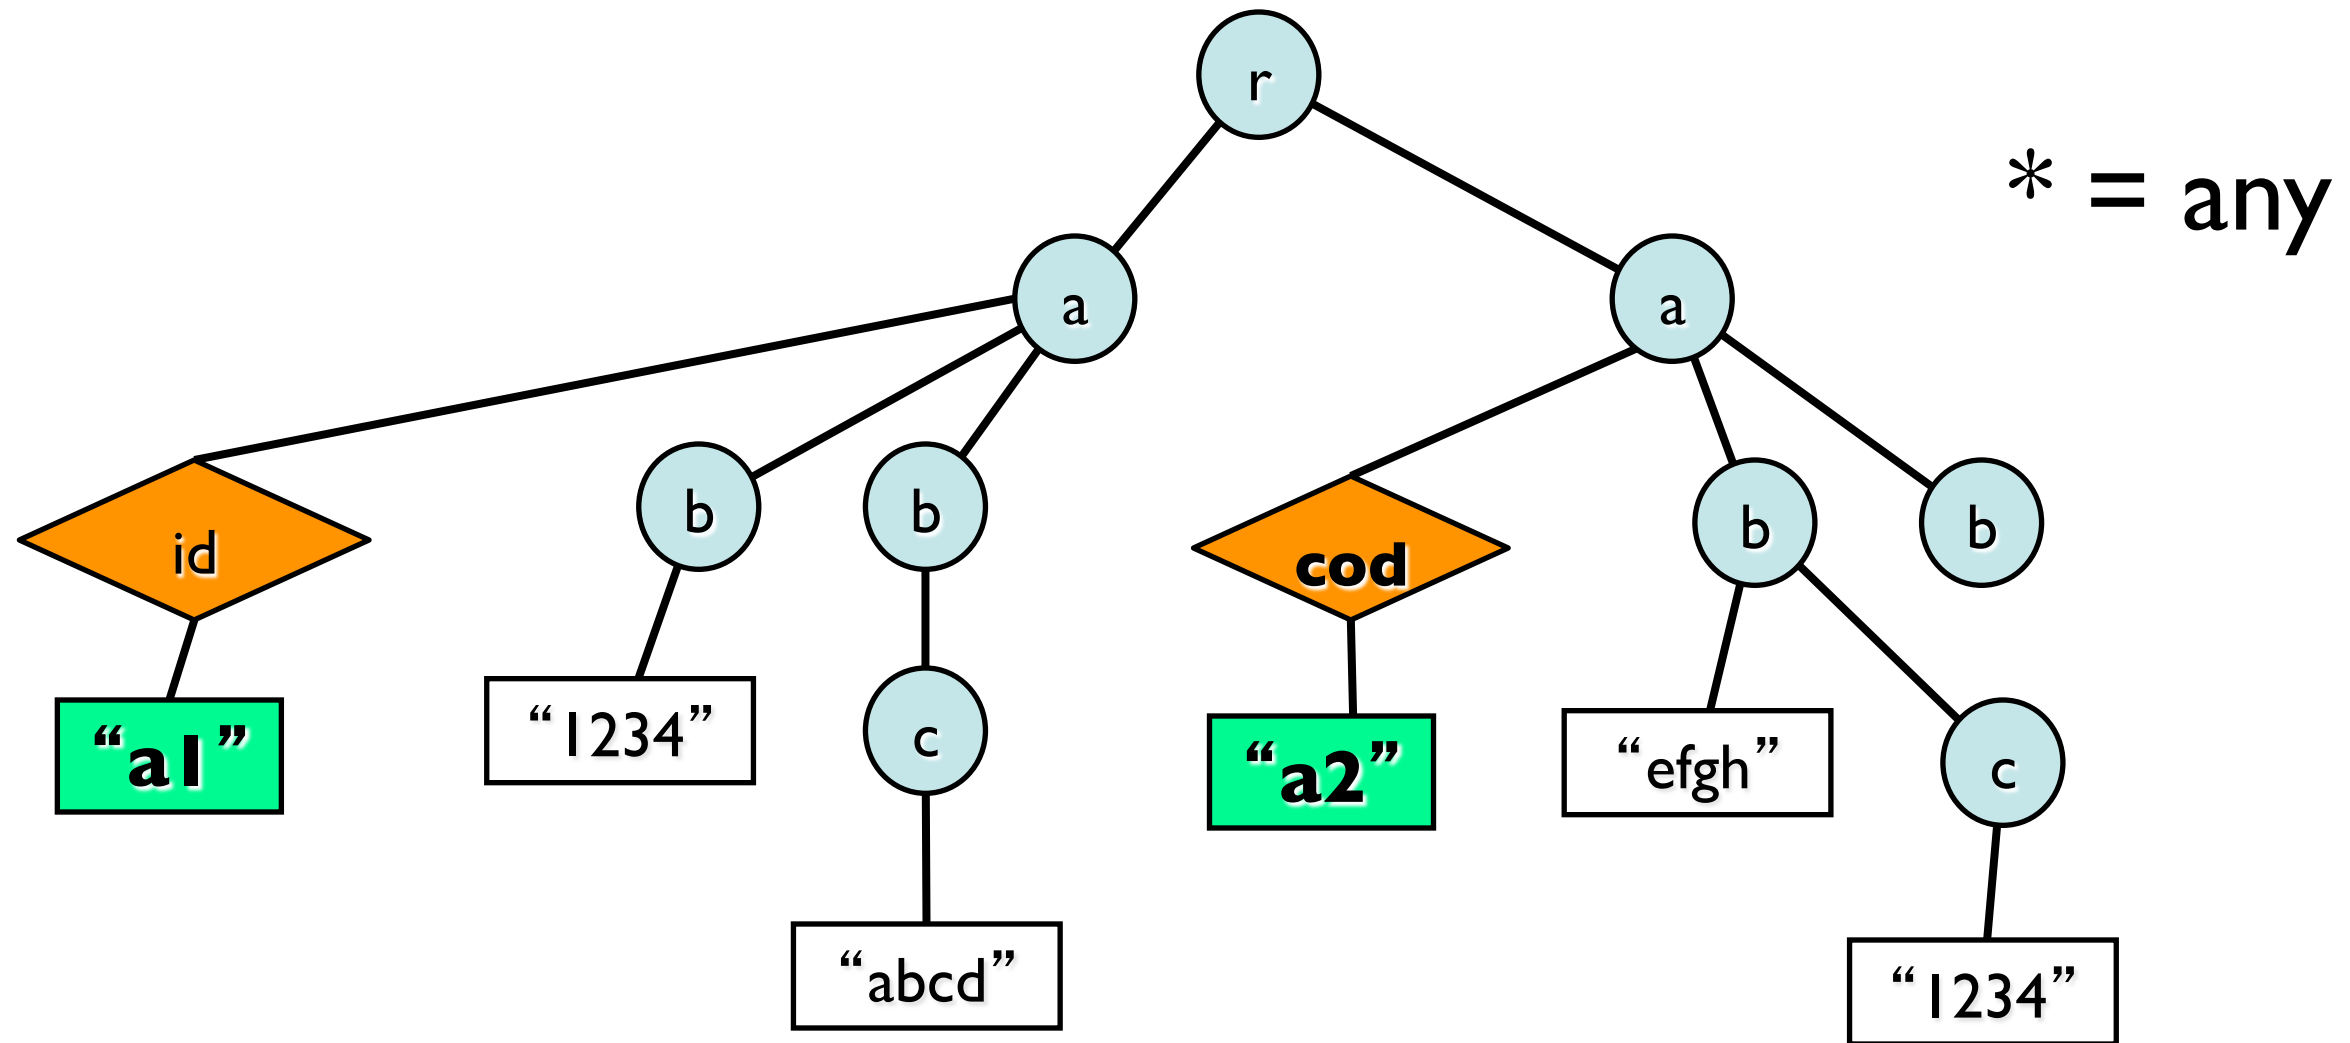 r
* = any
a
a
id
b
b
cod
b
b
“a1”
“1234”
c
“a2”
“efgh”
c
“abcd”
“1234”